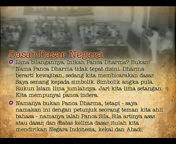 Dasar Dasar Negara
Lima bilangannya. Inikah Panca Dharma? Bukan!
Nama Panca Dharma tidak tepat disini. Dharma
berarti kewajiban, sedang kita membicarakan dasar.
Saya senang kepada simbolik. Simbolik angka pula.
Rukun Islam lima jumlahnya. Jari kita lima setangan.
Kita mempunyai panca indera.
Namanya bukan Panca Dharma, tetapi - saya
namakan ini dengan petunjuk seorang teman kita ahli
bahasa - namanya ialah Panca Sila. Sila artinya asas
atau dasar, dan diatas kelima dasar itulah kita
mendirikan Negara Indonesia, kekal dan Abadi.